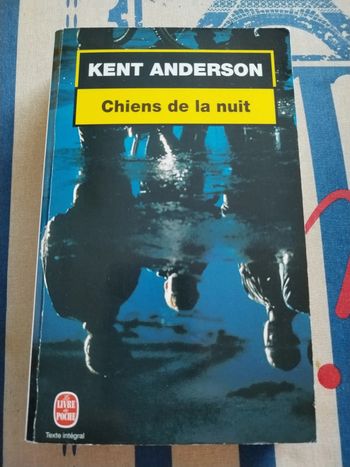 KENT ANDERSON
Chiens de la nuit
Le
LIVRE
de
POCHE
Texte intégral